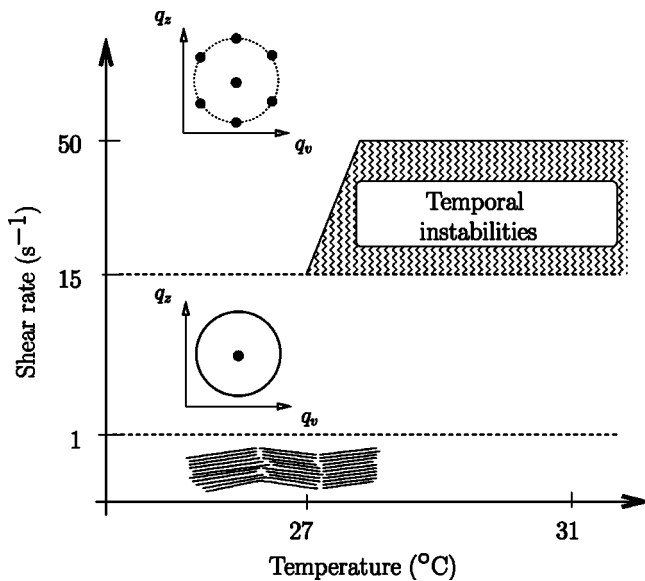 q_z
q_v
50
Temporal
instabilities
15
Shear rate (s⁻¹)
q_z
q_v
1
27
31
Temperature (°C)